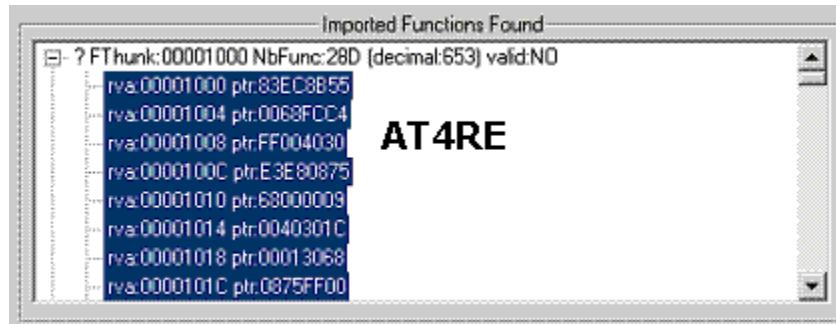 Imported Functions Found
? FThunk:00001000 NbFunc:28D (decimal:653) valid:NO
rva:00001000 ptr:83EC8B55
rva:00001004 ptr:0068FCC4
rva:00001008 ptr:FF004030
rva:0000100C ptr:E3E80875
rva:00001010 ptr:68000009
rva:00001014 ptr:0040301C
rva:00001018 ptr:00013068
rva:0000101C ptr:0875FF00
AT4RE